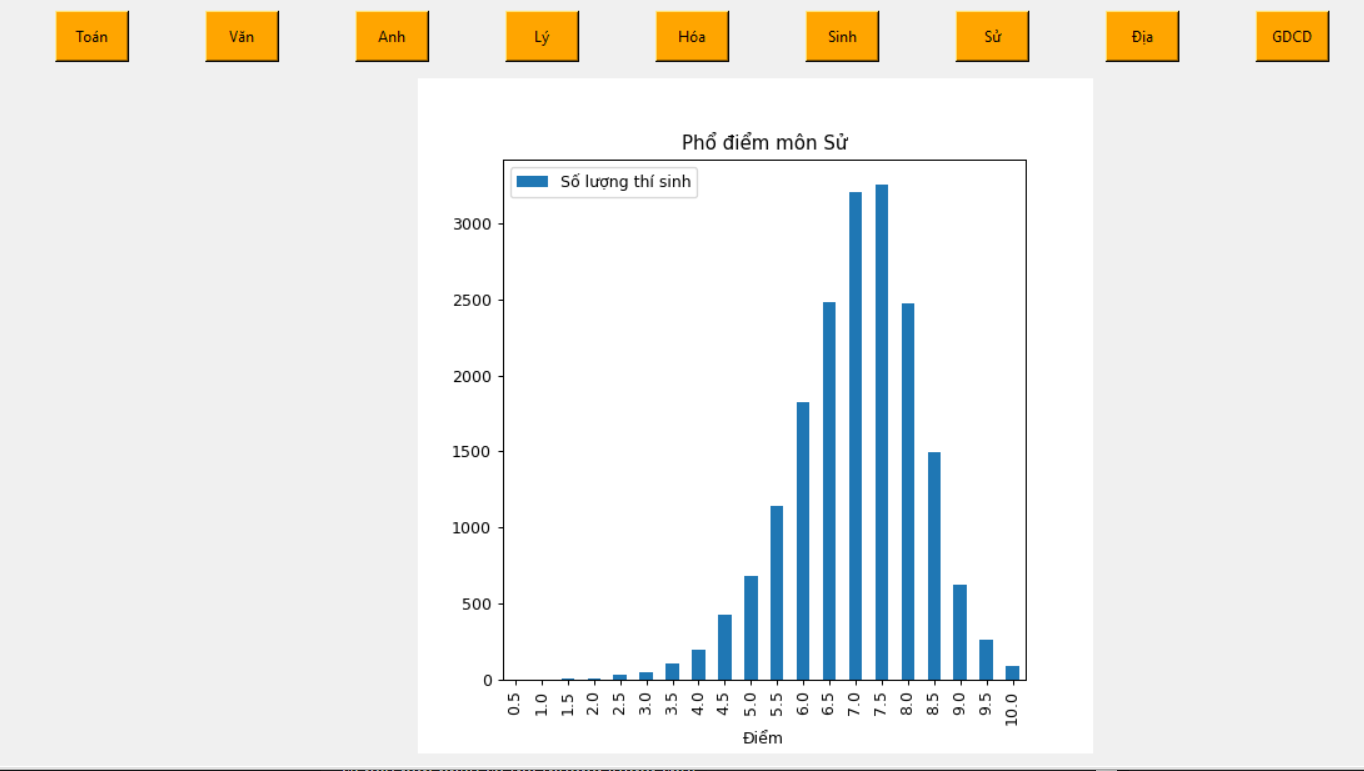 Toán Văn Anh Lý Hóa Sinh Sử Địa GDCD
Phổ điểm môn Sử
Số lượng thí sinh
3000
2500
2000
1500
1000
500
0
0.5 1.0 1.5 2.0 2.5 3.0 3.5 4.0 4.5 5.0 5.5 6.0 6.5 7.0 7.5 8.0 8.5 9.0 9.5 10.0
Điểm